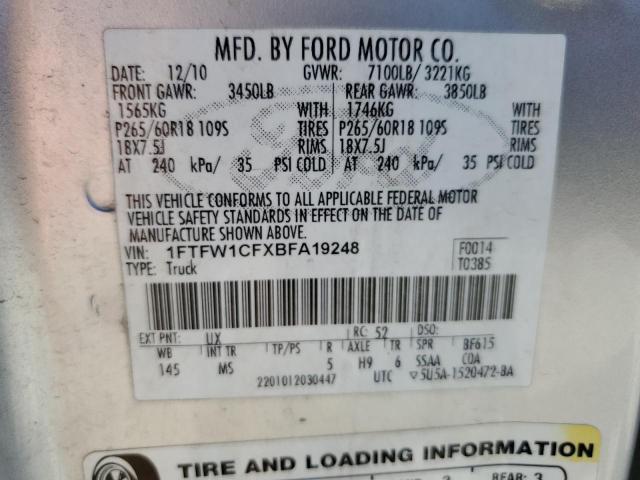 MFD. BY FORD MOTOR CO.
DATE: 12/10 GVWR: 7100LB/ 3221KG
FRONT GAWR: 3450LB REAR GAWR: 3850LB
1565KG WITH 1746KG WITH
P265/60R18 109S TIRES P265/60R18 109S TIRES
18X7.5J RIMS 18X7.5J RIMS
AT 240 kPa/ 35 PSI COLD AT 240 kPa/ 35 PSI COLD
THIS VEHICLE CONFORMS TO ALL APPLICABLE FEDERAL MOTOR
VEHICLE SAFETY STANDARDS IN EFFECT ON THE DATE OF
MANUFACTURE SHOWN ABOVE.
VIN: 1FTFW1CFXBFA19248 F0014
TYPE: Truck T0385
EXT PNT: UX RC: 52 DSO:
WB INT TR TP/PS R AXLE TR SPR BF615
145 MS 5 H9 6 SSAA COA
2201012030447 UTC ▽5U5A-1520472-BA
TIRE AND LOADING INFORMATION
REAR: 3